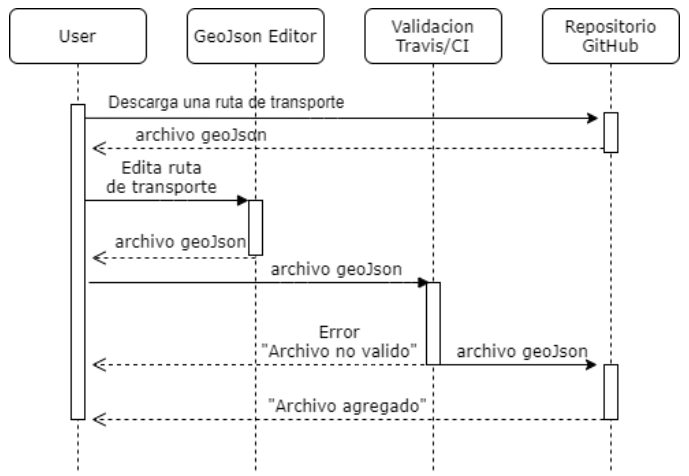 User
GeoJson Editor
Validacion
Travis/CI
Repositorio
GitHub
Descarga una ruta de transporte
archivo geoJson
Edita ruta
de transporte
archivo geoJson
archivo geoJson
Error
"Archivo no valido"
archivo geoJson
"Archivo agregado"